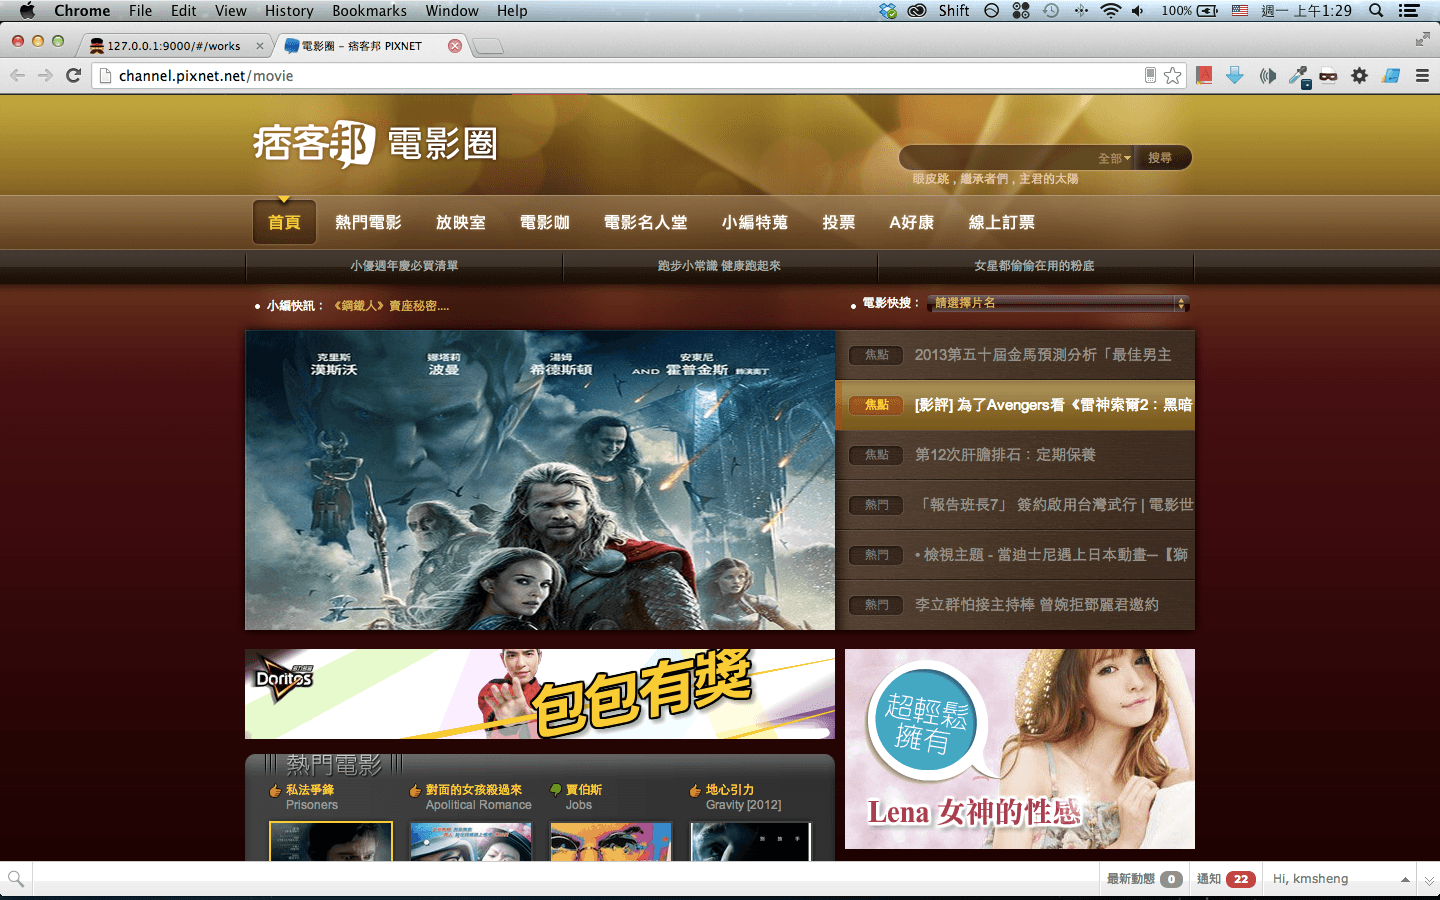 Chrome File Edit View History Bookmarks Window Help Shift 100% 週一 上午1:29
127.0.0.1:9000/#/works
電影圈 – 痞客邦 PIXNET
channel.pixnet.net/movie
痞客邦 電影圈
全部 搜尋
眼皮跳 , 繼承者們 , 主君的太陽
首頁 熱門電影 放映室 電影咖 電影名人堂 小編特蒐 投票 A好康 線上訂票
小優週年慶必買清單 跑步小常識 健康跑起來 女星都偷偷在用的粉底
小編快訊： 《鋼鐵人》賣座秘密....
電影快搜： 請選擇片名
克里斯 漢斯沃
娜塔莉 波曼
湯姆 希德斯頓
安東尼
AND 霍普金斯 飾演奧丁
焦點 2013第五十屆金馬預測分析「最佳男主
焦點 [影評] 為了Avengers看《雷神索爾2：黑暗
焦點 第12次肝膽排石：定期保養
熱門 「報告班長7」 簽約啟用台灣武行 | 電影世
熱門 • 檢視主題 - 當迪士尼遇上日本動畫─【獅
熱門 李立群怕接主持棒 曾婉拒鄧麗君邀約
Doritos
包包有獎
超輕鬆
擁有
Lena 女神的性感
熱門電影
私法爭鋒
Prisoners
對面的女孩殺過來
Apolitical Romance
賈伯斯
Jobs
地心引力
Gravity [2012]
最新動態 0 通知 22 Hi, kmsheng